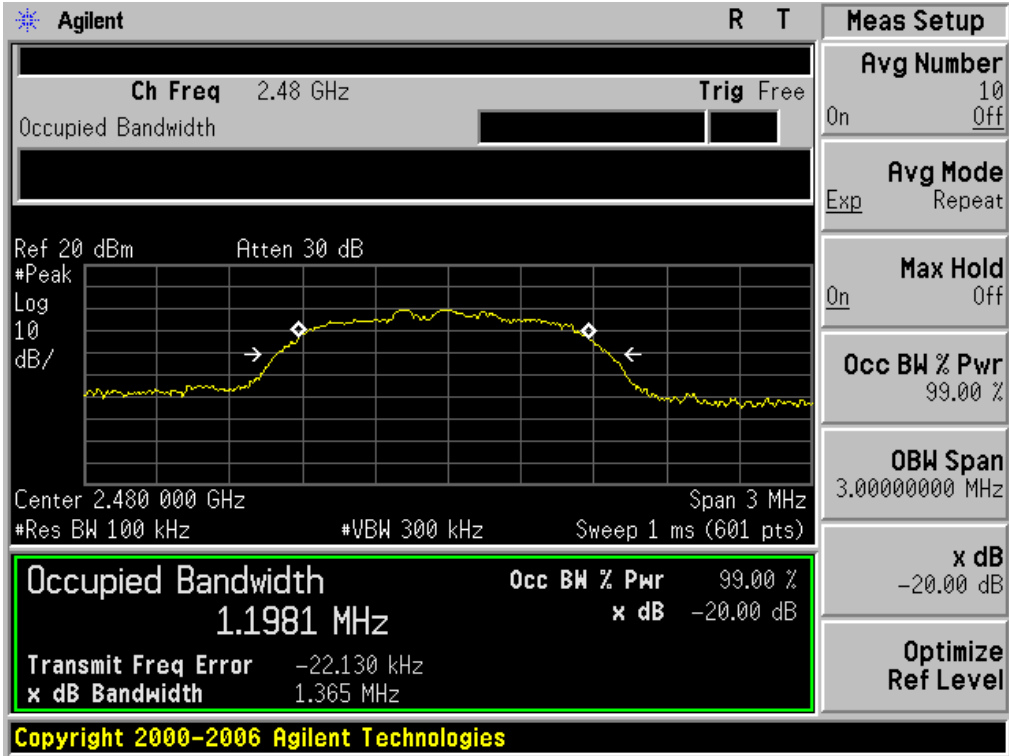 Agilent R T
Ch Freq 2.48 GHz Trig Free
Occupied Bandwidth
Ref 20 dBm Atten 30 dB
#Peak
Log
10
dB/
Center 2.480 000 GHz Span 3 MHz
#Res BW 100 kHz #VBW 300 kHz Sweep 1 ms (601 pts)
Occupied Bandwidth
1.1981 MHz
Occ BW % Pwr 99.00 %
x dB -20.00 dB
Transmit Freq Error -22.130 kHz
x dB Bandwidth 1.365 MHz
Copyright 2000-2006 Agilent Technologies
Meas Setup
Avg Number
10
On Off
Avg Mode
Exp Repeat
Max Hold
On Off
Occ BW % Pwr
99.00 %
OBW Span
3.00000000 MHz
x dB
-20.00 dB
Optimize
Ref Level